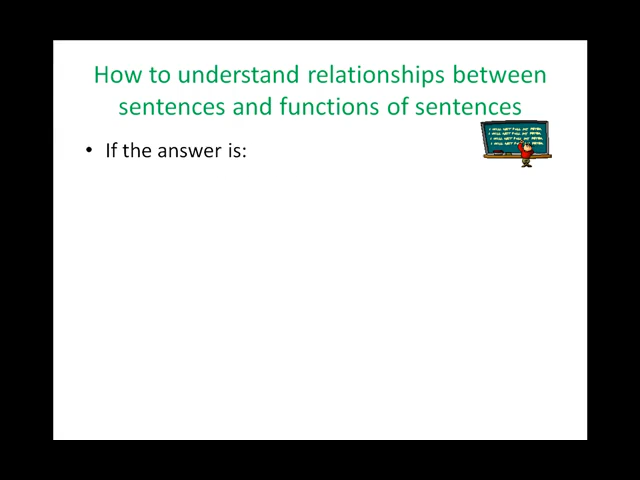 How to understand relationships between
sentences and functions of sentences
• If the answer is: